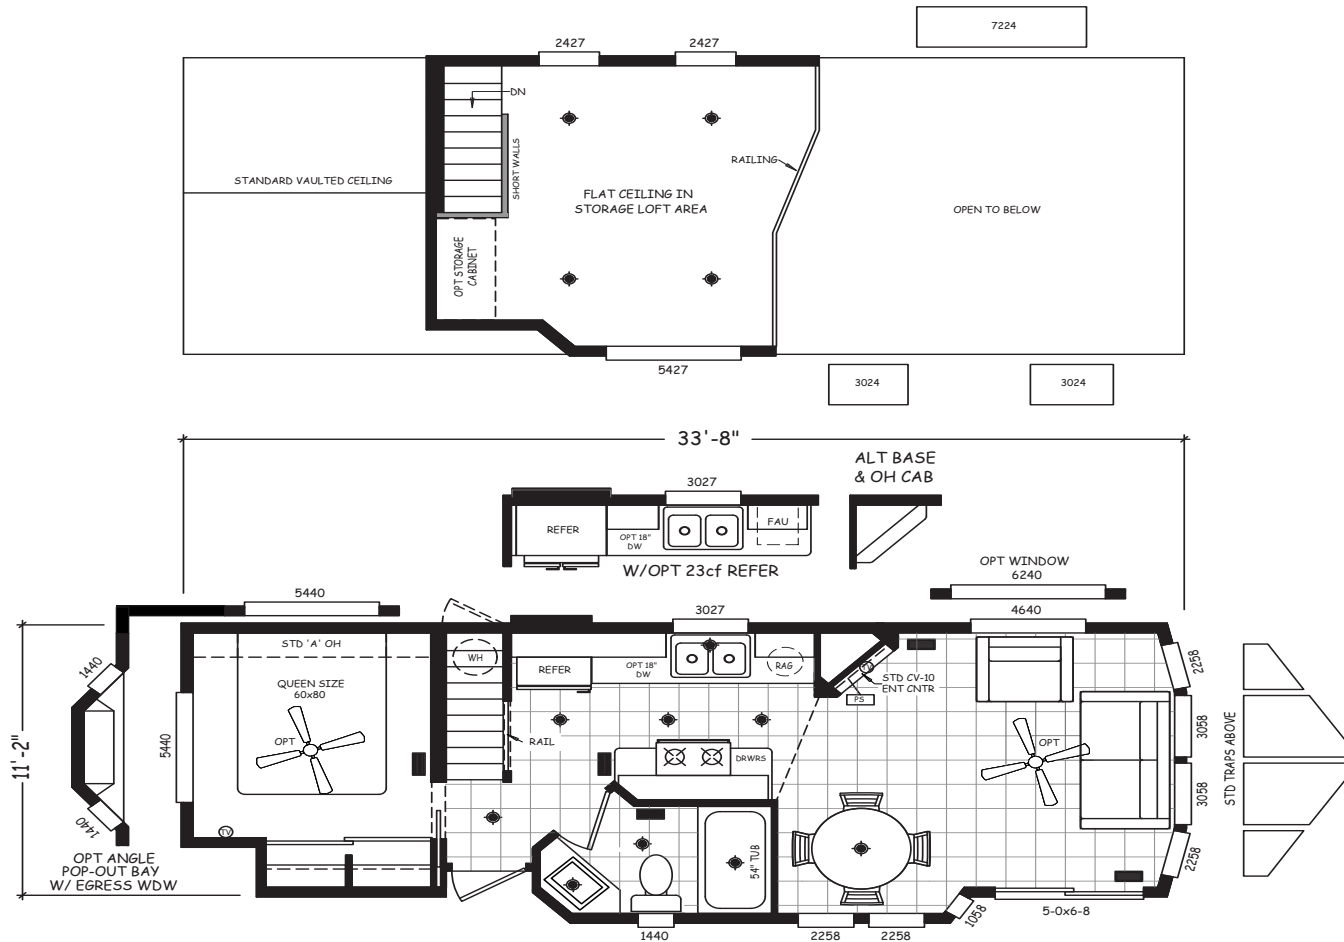 7224
2427
2427
DN
SHORT WALLS
RAILING
STANDARD VAULTED CEILING
FLAT CEILING IN
STORAGE LOFT AREA
OPEN TO BELOW
OPT STORAGE
CABINET
5427
3024
3024
33'-8"
ALT BASE
& OH CAB
3027
REFER
OPT 18"
DW
FAU
W/OPT 23cf REFER
OPT WINDOW
6240
5440
3027
4640
11'-2"
1440
5440
1440
OPT ANGLE
POP-OUT BAY
W/ EGRESS WDW
STD 'A' OH
QUEEN SIZE
60x80
OPT
TV
WH
RAIL
REFER
OPT 18"
DW
RAG
TV
STD CV-10
ENT CNTR
PS
DRWRS
OPT
54" TUB
2258
3058
3058
2258
STD TRAPS ABOVE
1440
2258
2258
1058
5-0x6-8